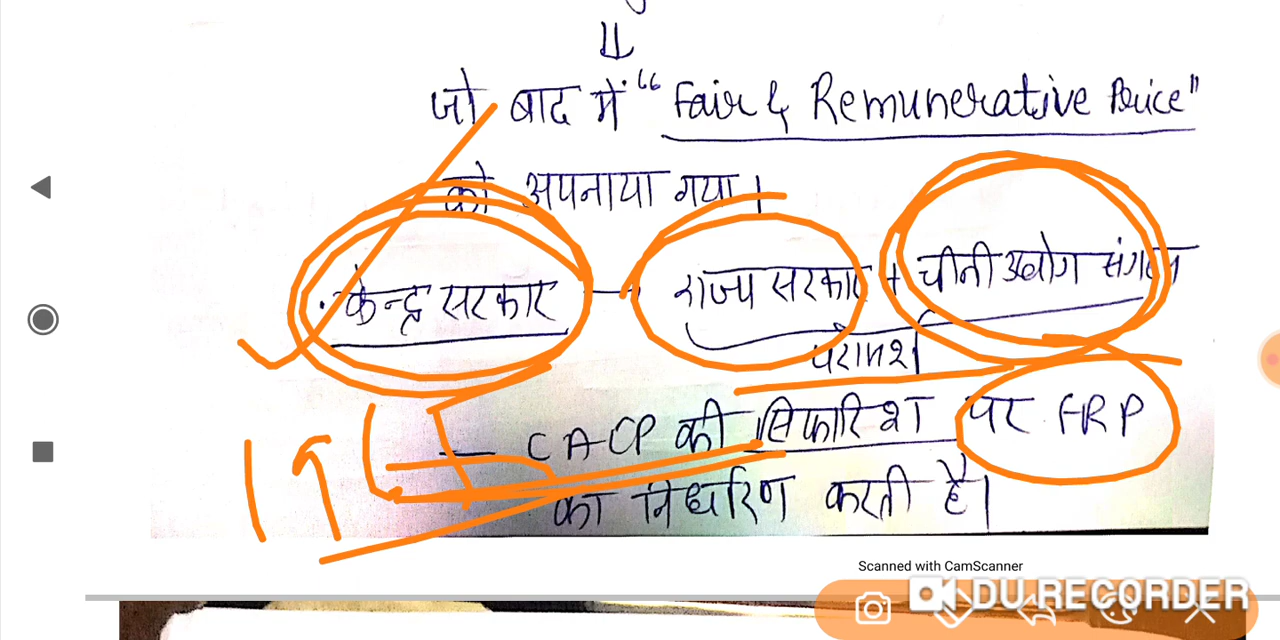 जो बाद में "Fair & Remunerative Price"
को अपनाया गया।
· केन्द्र सरकार → राज्य सरकार + चीनी उद्योग संगठन
परामर्श
— CACP की सिफारिश पर FRP
का निर्धारण करती है।
Scanned with CamScanner
DU RECORDER